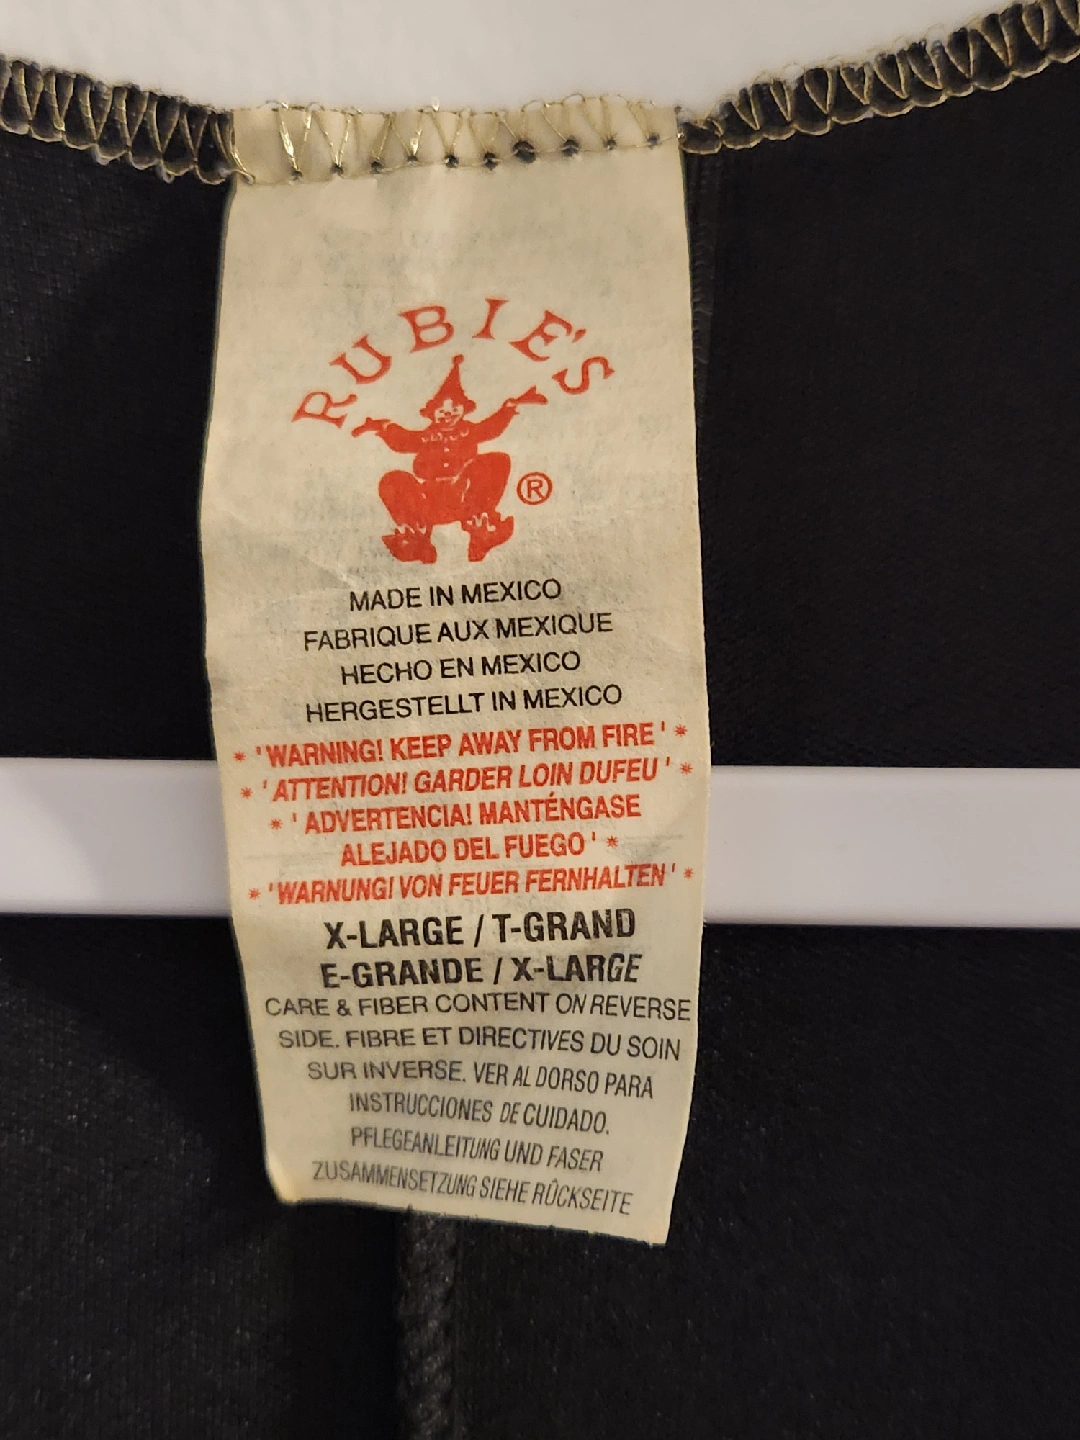 RUBIE'S
®
MADE IN MEXICO
FABRIQUE AUX MEXIQUE
HECHO EN MEXICO
HERGESTELLT IN MEXICO
* 'WARNING! KEEP AWAY FROM FIRE' *
* 'ATTENTION! GARDER LOIN DUFEU' *
* 'ADVERTENCIA! MANTÉNGASE
ALEJADO DEL FUEGO' *
* 'WARNUNG! VON FEUER FERNHALTEN' *
X-LARGE / T-GRAND
E-GRANDE / X-LARGE
CARE & FIBER CONTENT ON REVERSE
SIDE. FIBRE ET DIRECTIVES DU SOIN
SUR INVERSE. VER AL DORSO PARA
INSTRUCCIONES DE CUIDADO.
PFLEGEANLEITUNG UND FASER
ZUSAMMENSETZUNG SIEHE RÛCKSEITE